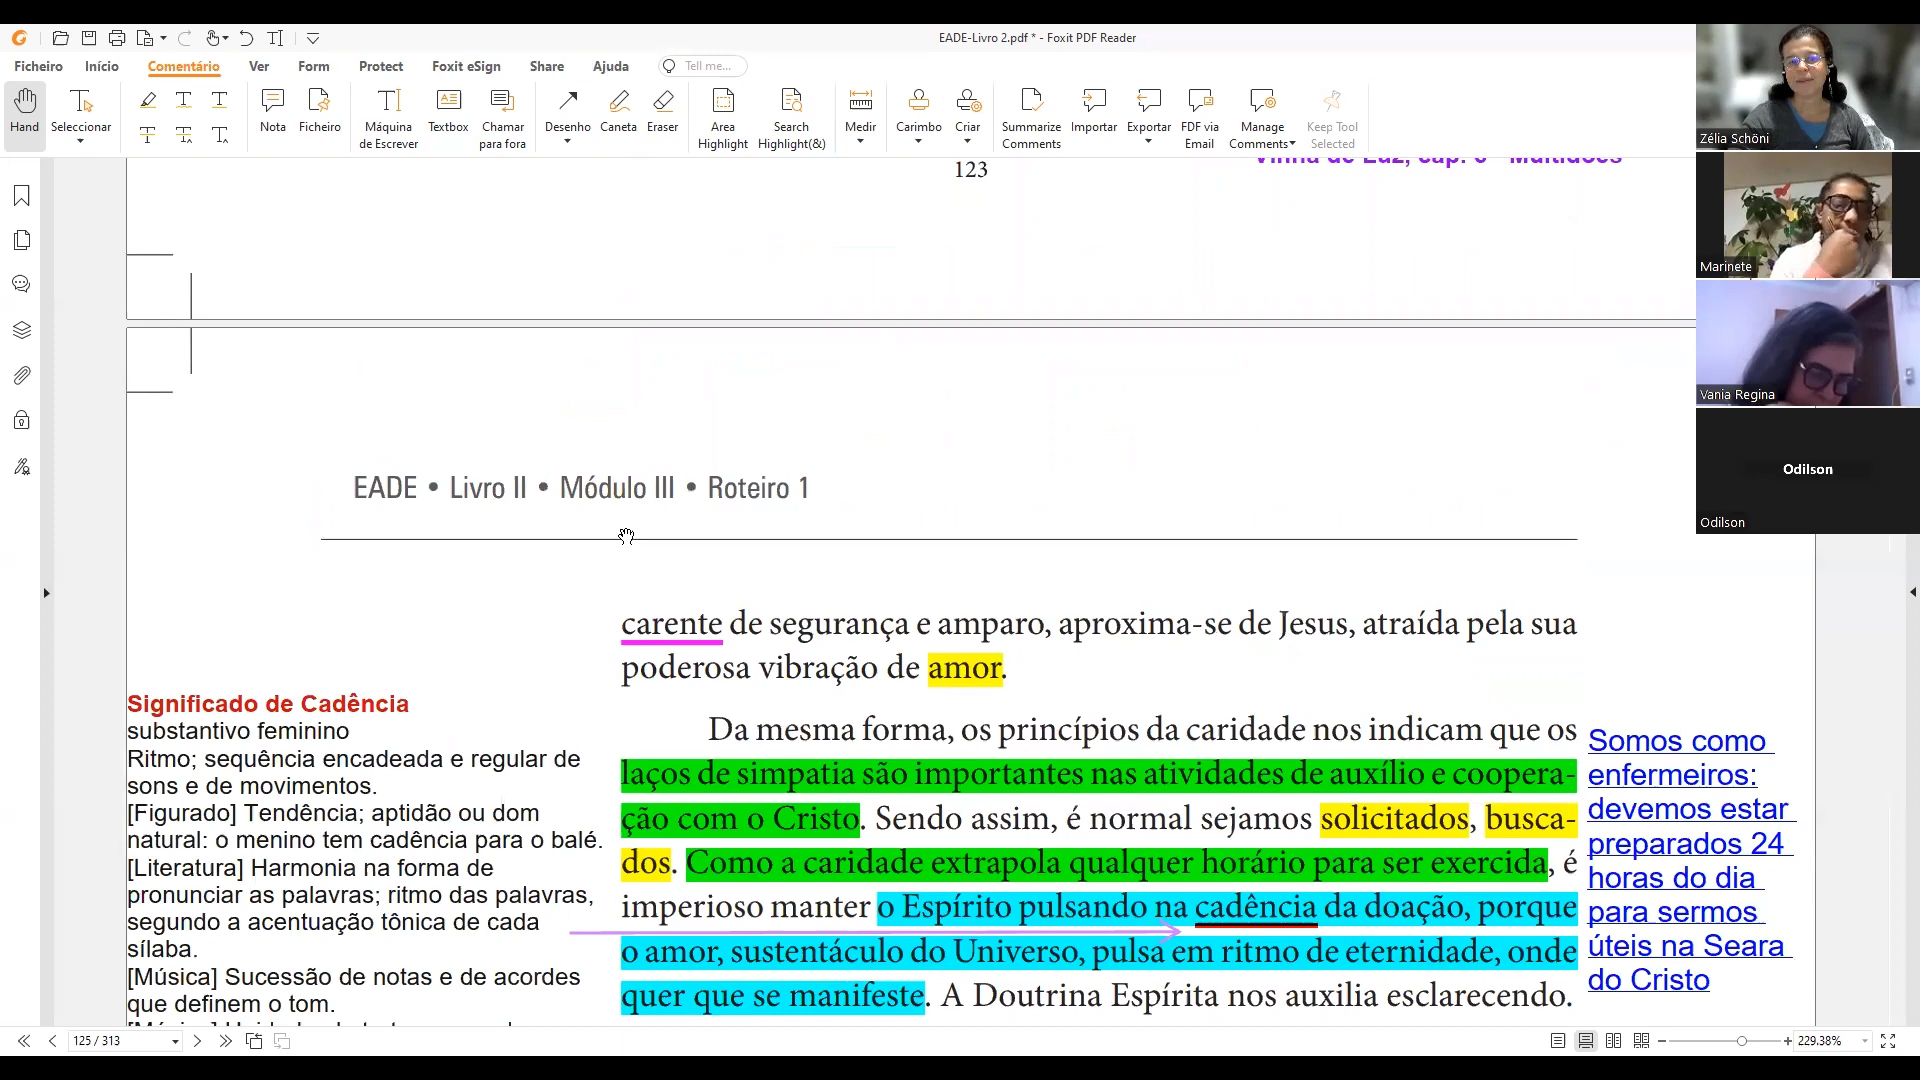 EADE-Livro 2.pdf * - Foxit PDF Reader
Ficheiro Início Comentário Ver Form Protect Foxit eSign Share Ajuda Tell me...
Hand Seleccionar Nota Ficheiro Máquina de Escrever Textbox Chamar para fora Desenho Caneta Eraser Area Highlight Search Highlight(&) Medir Carimbo Criar Summarize Comments Importar Exportar FDF via Email Manage Comments Keep Tool Selected
Zélia Schöni
Marinete
Vania Regina
Odilson
Odilson
123
Vinha de Luz, cap. 6 - Multidões
EADE • Livro II • Módulo III • Roteiro 1
carente de segurança e amparo, aproxima-se de Jesus, atraída pela sua
poderosa vibração de amor.
Da mesma forma, os princípios da caridade nos indicam que os
laços de simpatia são importantes nas atividades de auxílio e coopera-
ção com o Cristo. Sendo assim, é normal sejamos solicitados, busca-
dos. Como a caridade extrapola qualquer horário para ser exercida, é
imperioso manter o Espírito pulsando na cadência da doação, porque
o amor, sustentáculo do Universo, pulsa em ritmo de eternidade, onde
quer que se manifeste. A Doutrina Espírita nos auxilia esclarecendo.
Significado de Cadência
substantivo feminino
Ritmo; sequência encadeada e regular de
sons e de movimentos.
[Figurado] Tendência; aptidão ou dom
natural: o menino tem cadência para o balé.
[Literatura] Harmonia na forma de
pronunciar as palavras; ritmo das palavras,
segundo a acentuação tônica de cada
sílaba.
[Música] Sucessão de notas e de acordes
que definem o tom.
Somos como
enfermeiros:
devemos estar
preparados 24
horas do dia
para sermos
úteis na Seara
do Cristo
125 / 313
229.38%